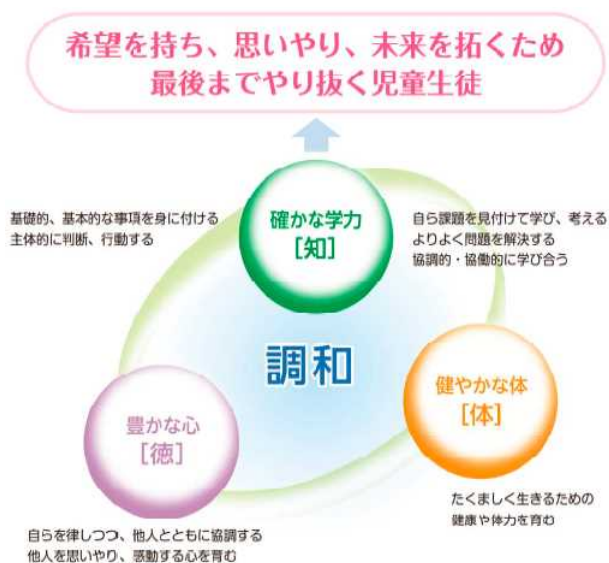 希望を持ち、思いやり、未来を拓くため
最後までやり抜く児童生徒
基礎的、基本的な事項を身に付ける
主体的に判断、行動する
確かな学力
[知]
自ら課題を見付けて学び、考える
よりよく問題を解決する
協調的・協働的に学び合う
調和
豊かな心
[徳]
健やかな体
[体]
たくましく生きるための
健康や体力を育む
自らを律しつつ、他人とともに協調する
他人を思いやり、感動する心を育む